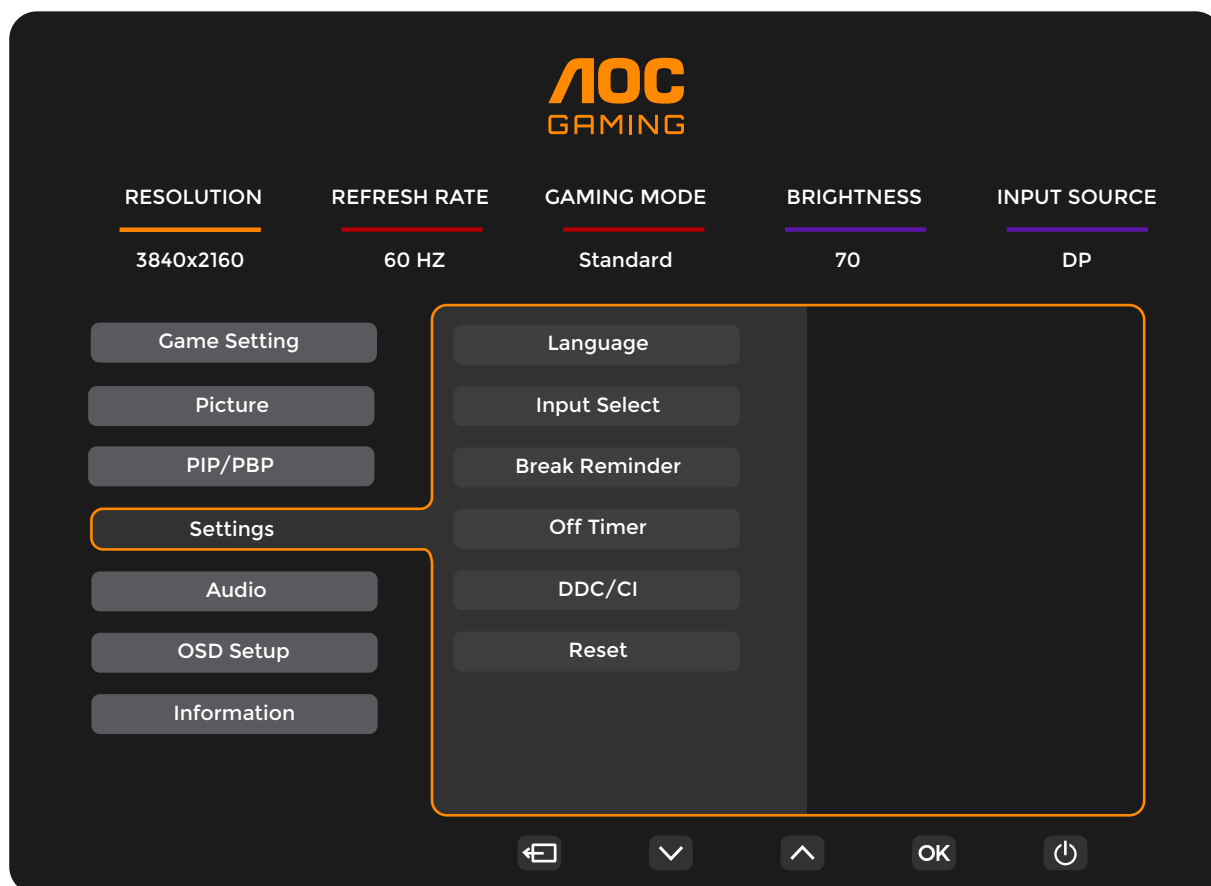 AOC
GAMING
RESOLUTION REFRESH RATE GAMING MODE BRIGHTNESS INPUT SOURCE
3840x2160 60 HZ Standard 70 DP
Game Setting
Picture
PIP/PBP
Settings
Audio
OSD Setup
Information
Language
Input Select
Break Reminder
Off Timer
DDC/CI
Reset
OK